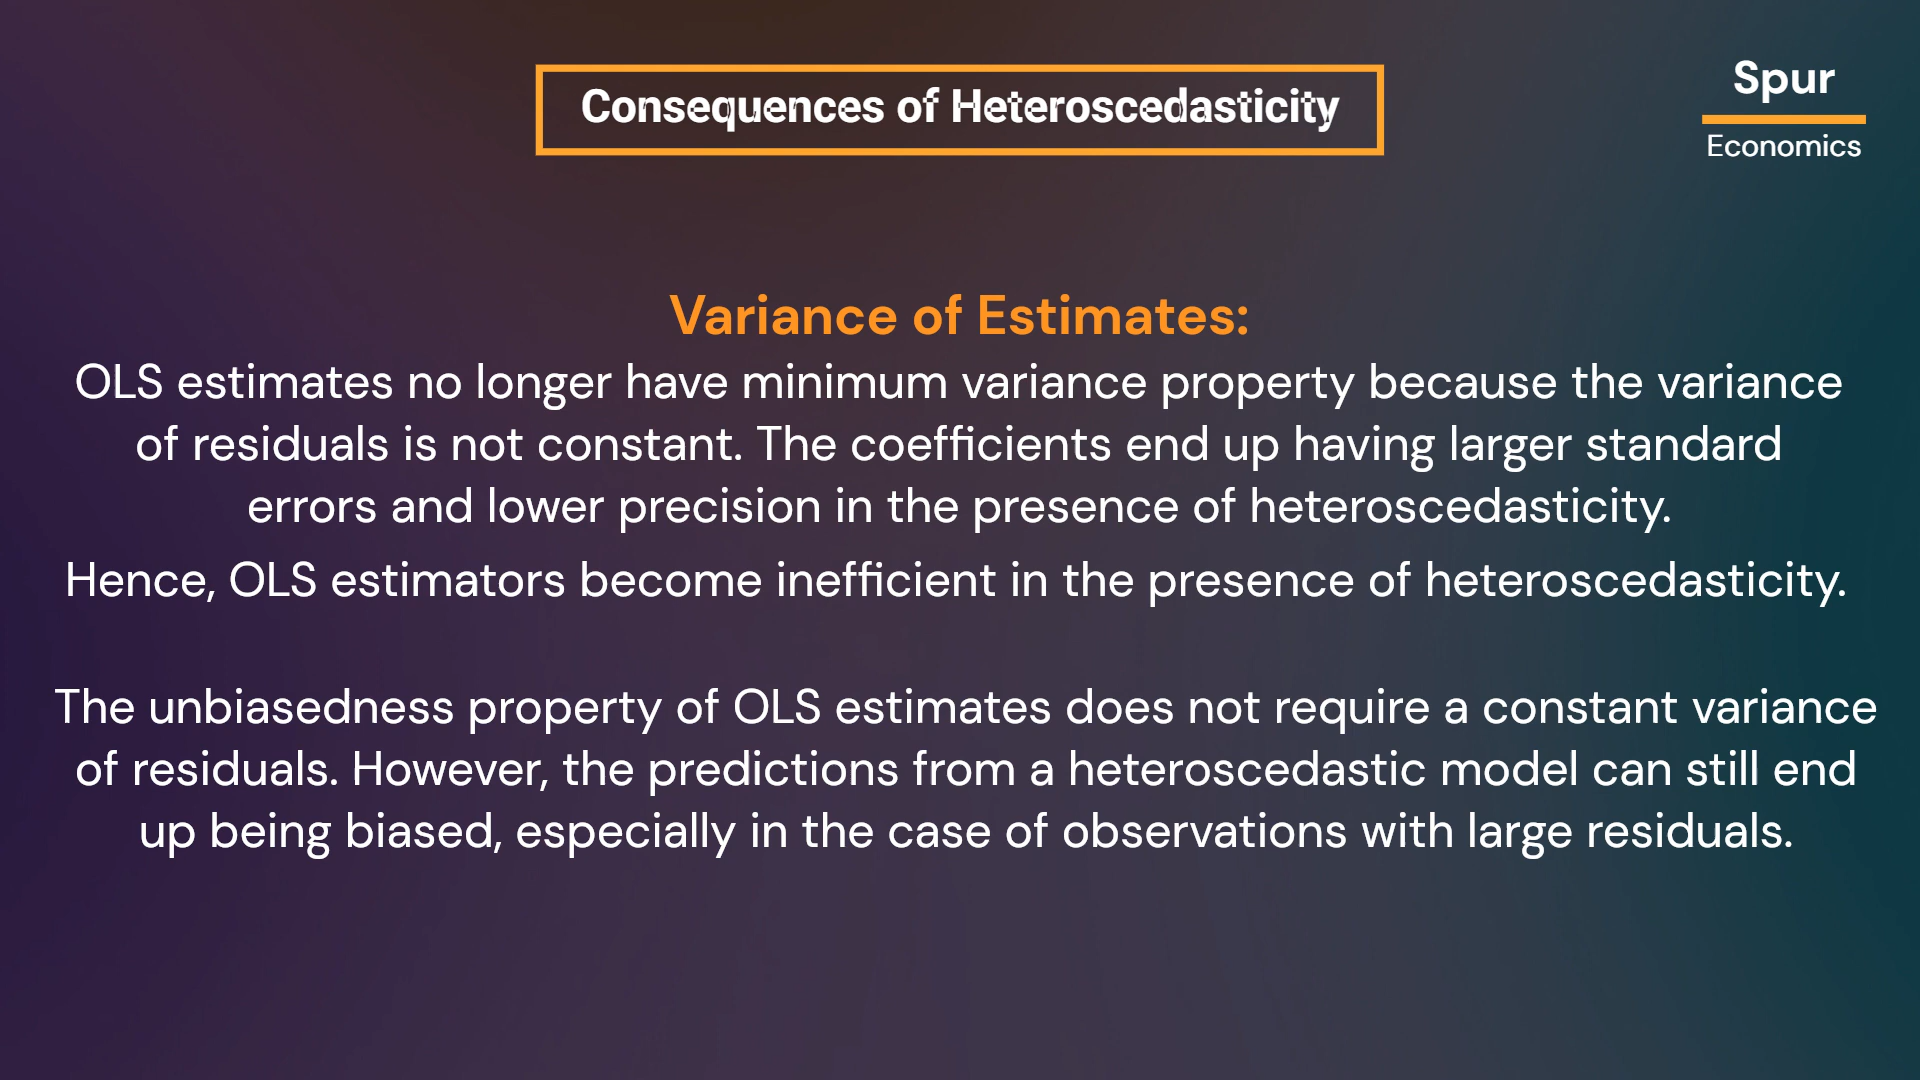 Consequences of Heteroscedasticity
Spur
Economics
Variance of Estimates:
OLS estimates no longer have minimum variance property because the variance
of residuals is not constant. The coefficients end up having larger standard
errors and lower precision in the presence of heteroscedasticity.
Hence, OLS estimators become inefficient in the presence of heteroscedasticity.
The unbiasedness property of OLS estimates does not require a constant variance
of residuals. However, the predictions from a heteroscedastic model can still end
up being biased, especially in the case of observations with large residuals.